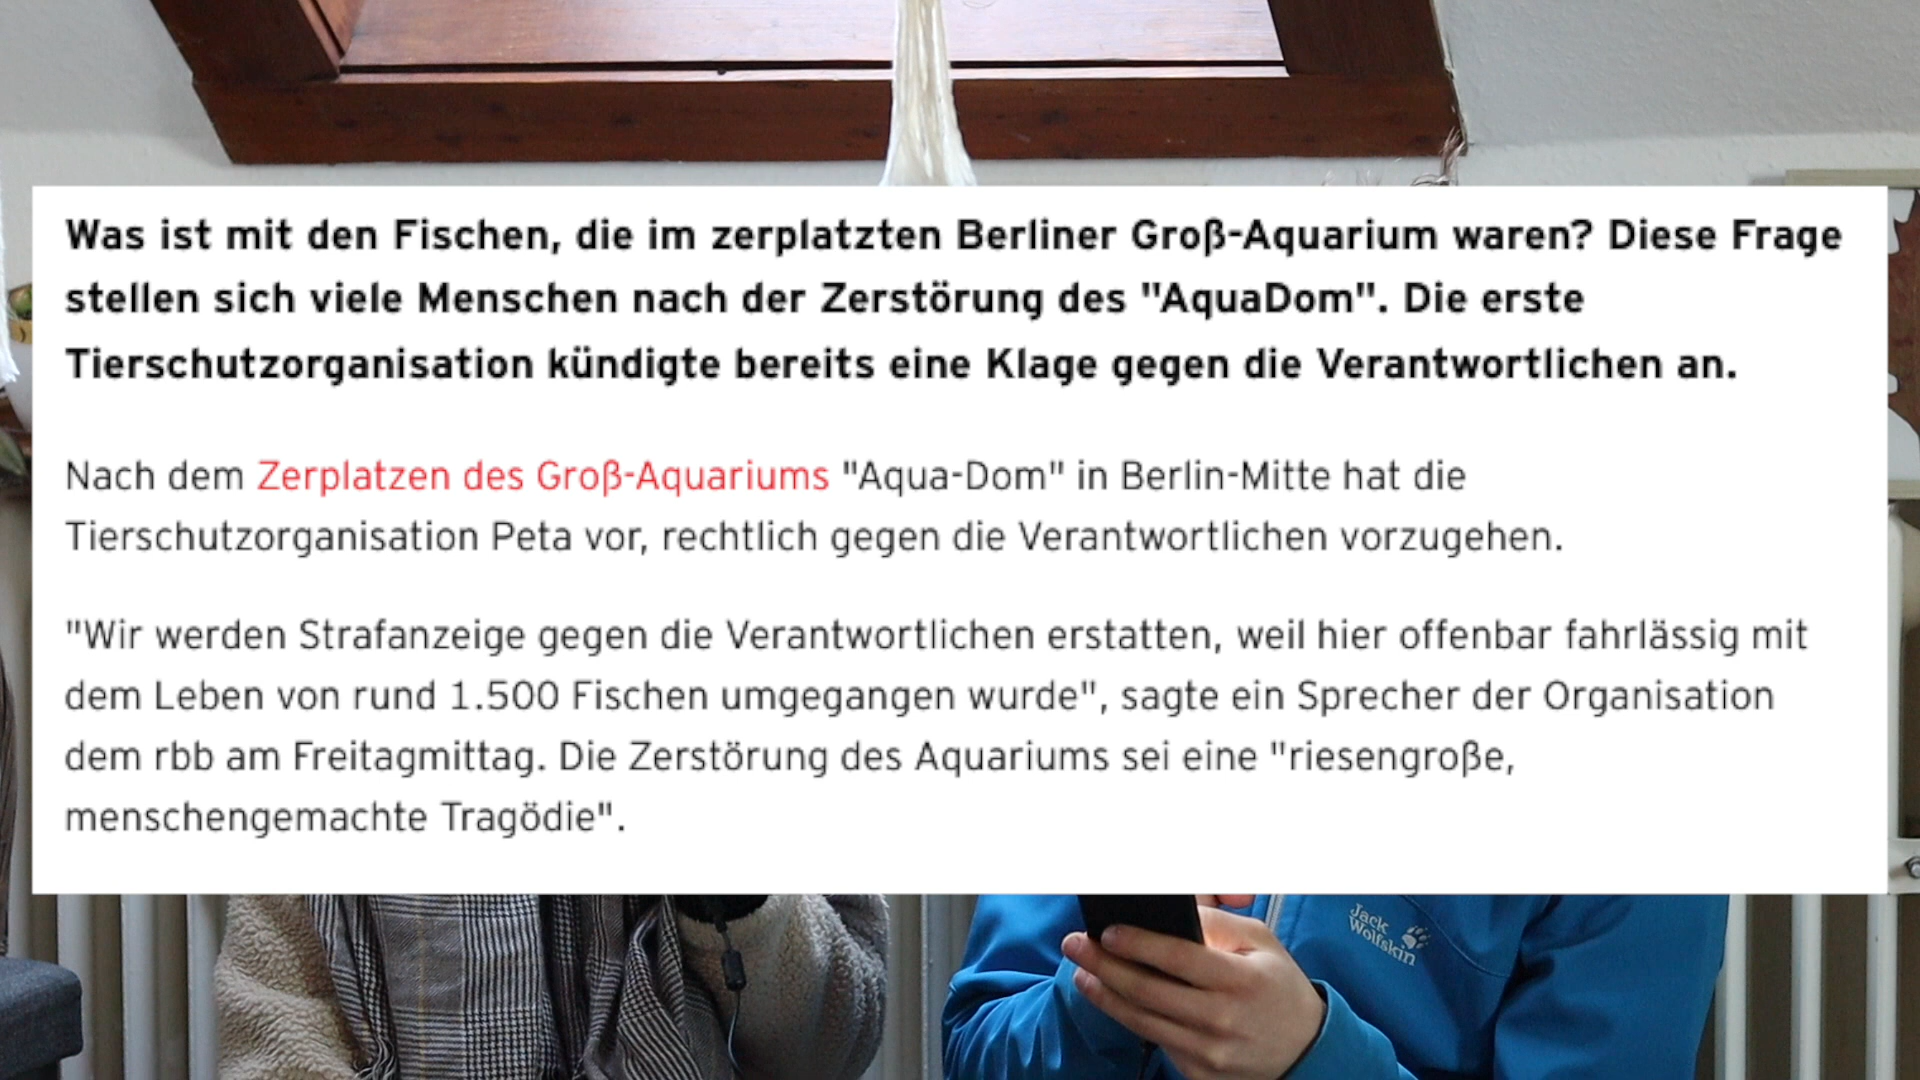 Was ist mit den Fischen, die im zerplatzten Berliner Groß-Aquarium waren? Diese Frage
stellen sich viele Menschen nach der Zerstörung des "AquaDom". Die erste
Tierschutzorganisation kündigte bereits eine Klage gegen die Verantwortlichen an.
Nach dem Zerplatzen des Groß-Aquariums "Aqua-Dom" in Berlin-Mitte hat die
Tierschutzorganisation Peta vor, rechtlich gegen die Verantwortlichen vorzugehen.
"Wir werden Strafanzeige gegen die Verantwortlichen erstatten, weil hier offenbar fahrlässig mit
dem Leben von rund 1.500 Fischen umgegangen wurde", sagte ein Sprecher der Organisation
dem rbb am Freitagmittag. Die Zerstörung des Aquariums sei eine "riesengroße,
menschengemachte Tragödie".
Jack
Wolfskin